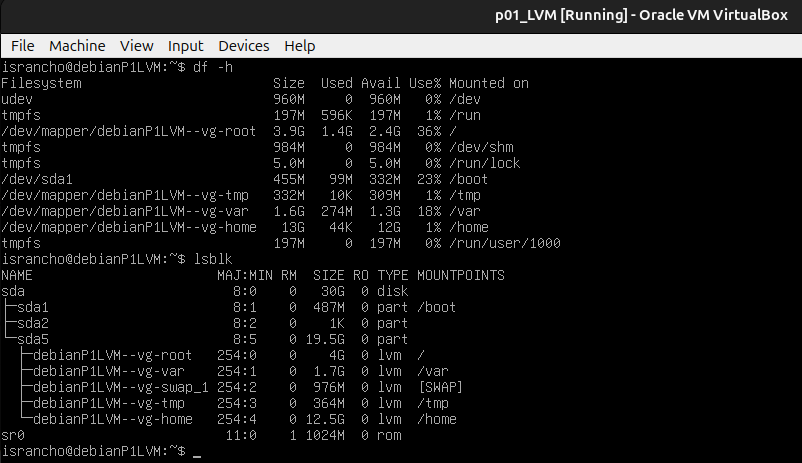 p01_LVM [Running] - Oracle VM VirtualBox
File Machine View Input Devices Help
israncho@debianP1LVM:~$ df -h
Filesystem                         Size  Used Avail Use% Mounted on
udev                               960M     0  960M   0% /dev
tmpfs                              197M  596K  197M   1% /run
/dev/mapper/debianP1LVM--vg-root   3.9G  1.4G  2.4G  36% /
tmpfs                              984M     0  984M   0% /dev/shm
tmpfs                              5.0M     0  5.0M   0% /run/lock
/dev/sda1                          455M   99M  332M  23% /boot
/dev/mapper/debianP1LVM--vg-tmp    332M   10K  309M   1% /tmp
/dev/mapper/debianP1LVM--vg-var    1.6G  274M  1.3G  18% /var
/dev/mapper/debianP1LVM--vg-home    13G   44K   12G   1% /home
tmpfs                              197M     0  197M   0% /run/user/1000
israncho@debianP1LVM:~$ lsblk
NAME                       MAJ:MIN RM  SIZE RO TYPE MOUNTPOINTS
sda                          8:0    0   30G  0 disk
├─sda1                       8:1    0  487M  0 part /boot
├─sda2                       8:2    0    1K  0 part
└─sda5                       8:5    0 19.5G  0 part
  ├─debianP1LVM--vg-root   254:0    0    4G  0 lvm  /
  ├─debianP1LVM--vg-var    254:1    0  1.7G  0 lvm  /var
  ├─debianP1LVM--vg-swap_1 254:2    0  976M  0 lvm  [SWAP]
  ├─debianP1LVM--vg-tmp    254:3    0  364M  0 lvm  /tmp
  └─debianP1LVM--vg-home   254:4    0 12.5G  0 lvm  /home
sr0                         11:0    1 1024M  0 rom
israncho@debianP1LVM:~$ _